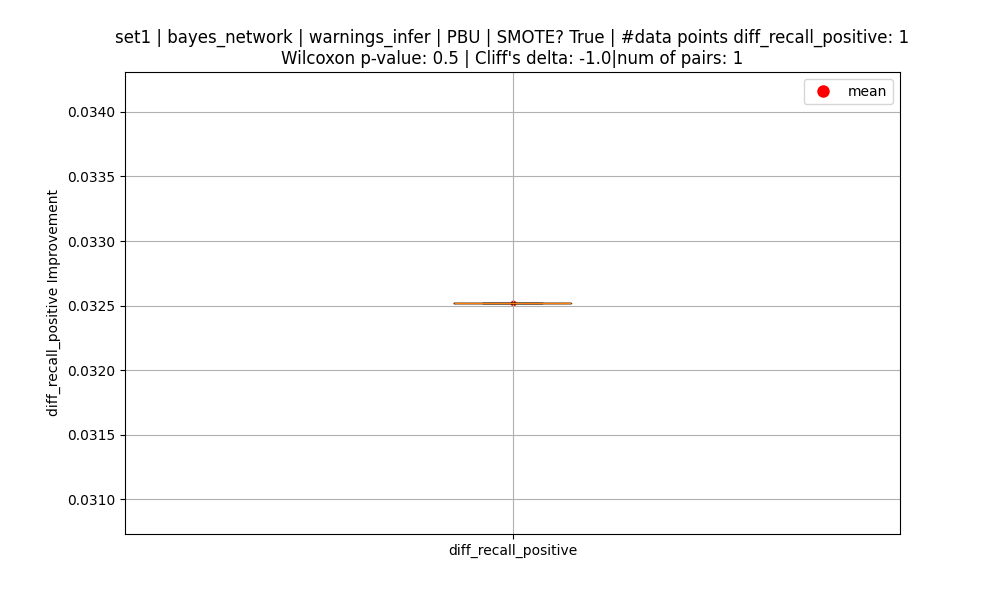 set1 | bayes_network | warnings_infer | PBU | SMOTE? True | #data points diff_recall_positive: 1
Wilcoxon p-value: 0.5 | Cliff's delta: -1.0|num of pairs: 1
mean
0.0340
0.0335
0.0330
0.0325
0.0320
0.0315
0.0310
diff_recall_positive Improvement
diff_recall_positive